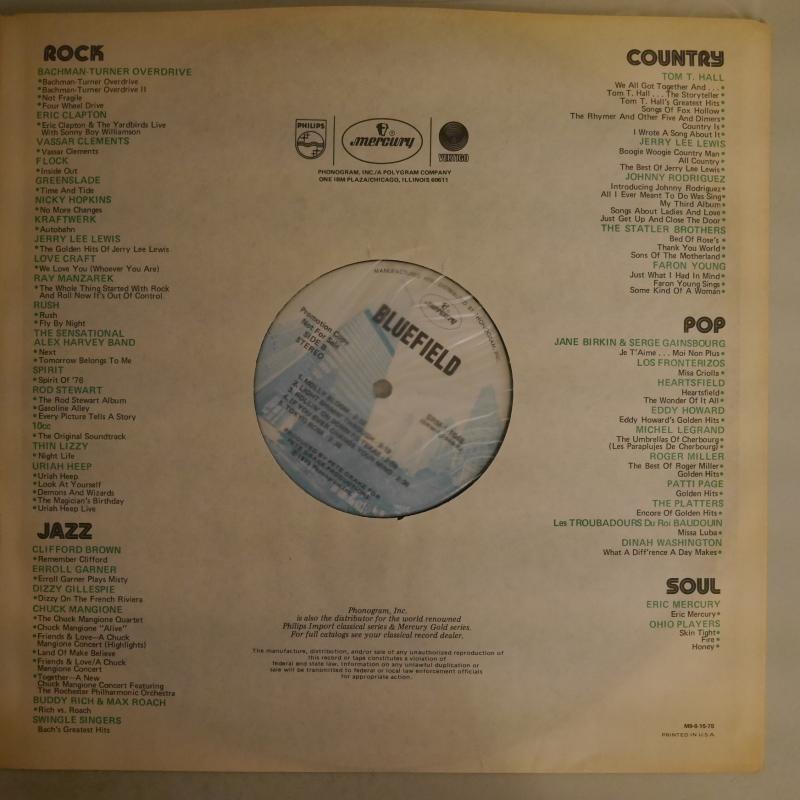 ROCK
BACHMAN-TURNER OVERDRIVE
•Bachman-Turner Overdrive
•Bachman-Turner Overdrive II
•Not Fragile
•Four Wheel Drive
ERIC CLAPTON
•Eric Clapton & The Yardbirds Live
With Sonny Boy Williamson
VASSAR CLEMENTS
•Vassar Clements
FLOCK
•Inside Out
GREENSLADE
•Time And Tide
NICKY HOPKINS
•No More Changes
KRAFTWERK
•Autobahn
JERRY LEE LEWIS
•The Golden Hits Of Jerry Lee Lewis
LOVE CRAFT
•We Love You (Whoever You Are)
RAY MANZAREK
•The Whole Thing Started With Rock
And Roll Now It's Out Of Control
RUSH
•Rush
•Fly By Night
THE SENSATIONAL
ALEX HARVEY BAND
•Next
•Tomorrow Belongs To Me
SPIRIT
•Spirit Of '76
ROD STEWART
•The Rod Stewart Album
•Gasoline Alley
•Every Picture Tells A Story
10cc
•The Original Soundtrack
THIN LIZZY
•Night Life
URIAH HEEP
•Uriah Heep
•Look At Yourself
•Demons And Wizards
•The Magician's Birthday
•Uriah Heep Live
JAZZ
CLIFFORD BROWN
•Remember Clifford
ERROLL GARNER
•Erroll Garner Plays Misty
DIZZY GILLESPIE
•Dizzy On The French Riviera
CHUCK MANGIONE
•The Chuck Mangione Quartet
•Chuck Mangione "Alive"
•Friends & Love—A Chuck
Mangione Concert (Highlights)
•Land Of Make Believe
•Friends & Love/A Chuck
Mangione Concert
•Together—A New
Chuck Mangione Concert Featuring
The Rochester Philharmonic Orchestra
BUDDY RICH & MAX ROACH
•Rich vs. Roach
SWINGLE SINGERS
Bach's Greatest Hits
PHILIPS
mercury
VERTIGO
PHONOGRAM, INC./A POLYGRAM COMPANY
ONE IBM PLAZA/CHICAGO, ILLINOIS 60611
mercury
BLUEFIELD
Promotion Copy
Not For Sale
SIDE B
STEREO
Phonogram, Inc.
is also the distributor for the world renowned
Philips Import classical series & Mercury Gold series.
For full catalogs see your classical record dealer.
The manufacture, distribution, and/or sale of any unauthorized reproduction of
this record or tape constitutes a violation of
federal and state law. Information on any unlawful duplication or
sale will be transmitted to federal or local law enforcement officials
for appropriate action.
COUNTRY
TOM T. HALL
We All Got Together And . . .•
Tom T. Hall . . . The Storyteller•
Tom T. Hall's Greatest Hits•
Songs Of Fox Hollow•
The Rhymer And Other Five And Dimers•
Country Is•
I Wrote A Song About It•
JERRY LEE LEWIS
Boogie Woogie Country Man•
All Country•
The Best Of Jerry Lee Lewis•
JOHNNY RODRIGUEZ
Introducing Johnny Rodriguez•
All I Ever Meant To Do Was Sing•
My Third Album•
Songs About Ladies And Love•
Just Get Up And Close The Door•
THE STATLER BROTHERS
Bed Of Rose's•
Thank You World•
Sons Of The Motherland•
FARON YOUNG
Just What I Had In Mind•
Faron Young Sings•
Some Kind Of A Woman•
POP
JANE BIRKIN & SERGE GAINSBOURG
Je T'Aime . . . Moi Non Plus•
LOS FRONTERIZOS
Misa Criolla•
HEARTSFIELD
Heartsfield•
The Wonder Of It All•
EDDY HOWARD
Eddy Howard's Golden Hits•
MICHEL LEGRAND
The Umbrellas Of Cherbourg•
(Les Paraplujes De Cherbourg)•
ROGER MILLER
The Best Of Roger Miller•
Golden Hits•
PATTI PAGE
Golden Hits•
THE PLATTERS
Encore Of Golden Hits•
Les TROUBADOURS Du Roi BAUDOUIN
Missa Luba•
DINAH WASHINGTON
What A Diff'rence A Day Makes•
SOUL
ERIC MERCURY
Eric Mercury•
OHIO PLAYERS
Skin Tight•
Fire•
Honey•
PRINTED IN U.S.A.